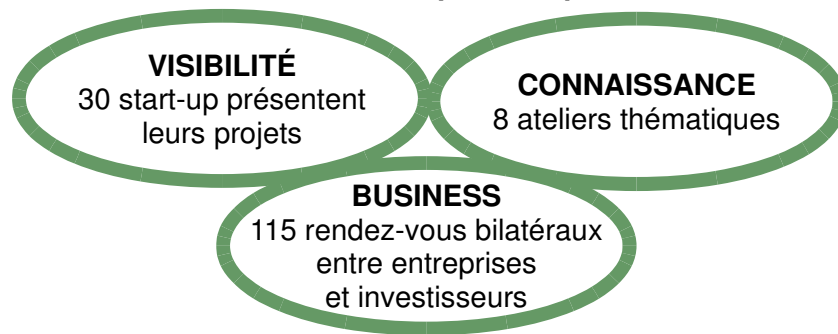 VISIBILITÉ
30 start-up présentent
leurs projets
CONNAISSANCE
8 ateliers thématiques
BUSINESS
115 rendez-vous bilatéraux
entre entreprises
et investisseurs